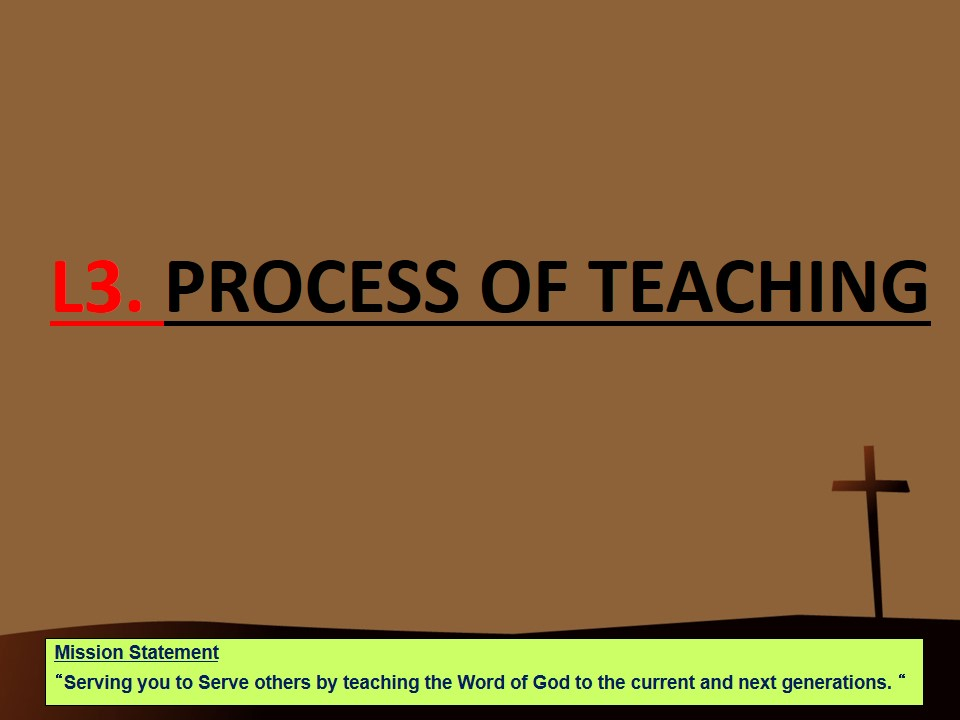 L3. PROCESS OF TEACHING
Mission Statement
“Serving you to Serve others by teaching the Word of God to the current and next generations. “